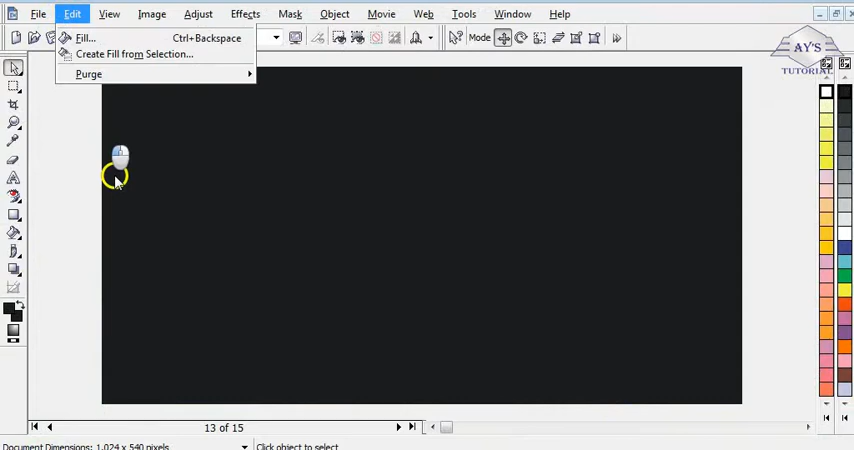 File Edit View Image Adjust Effects Mask Object Movie Web Tools Window Help
Fill... Ctrl+Backspace
Create Fill from Selection...
Purge
Mode
AY'S
TUTORIAL
13 of 15
Document Dimensions: 1,024 x 540 pixels Click object to select